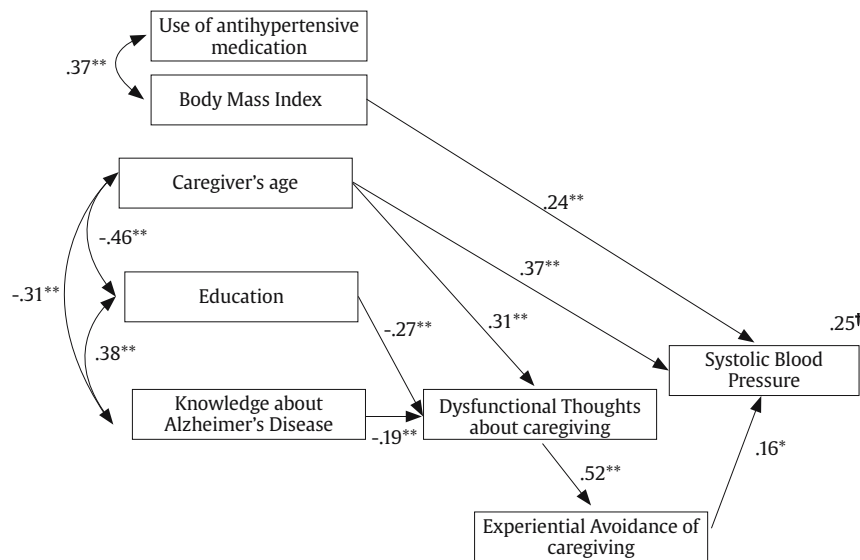 Use of antihypertensive
medication
.37**
Body Mass Index
Caregiver's age
.24**
-.46**
.37**
-.31**
Education
-.27**
.31**
.25†
.38**
Systolic Blood
Pressure
Knowledge about
Alzheimer's Disease
-.19**
Dysfunctional Thoughts
about caregiving
.16*
.52**
Experiential Avoidance of
caregiving